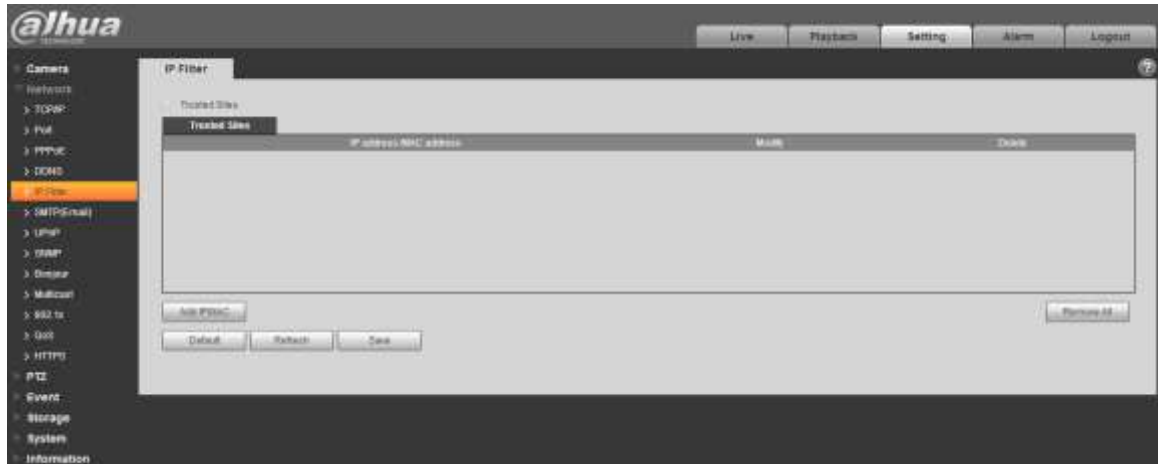 alhua
TECHNOLOGY
Live Playback Setting Alarm Logout
Camera
Network
TCP/IP
Port
PPPoE
DDNS
IP Filter
SMTP(Email)
UPnP
SNMP
Bonjour
Multicast
802.1x
QoS
HTTPS
PTZ
Event
Storage
System
Information
IP Filter
?
Trusted Sites
Trusted Sites
IP address/MAC address Modify Delete
Add IP/MAC Remove All
Default Refresh Save